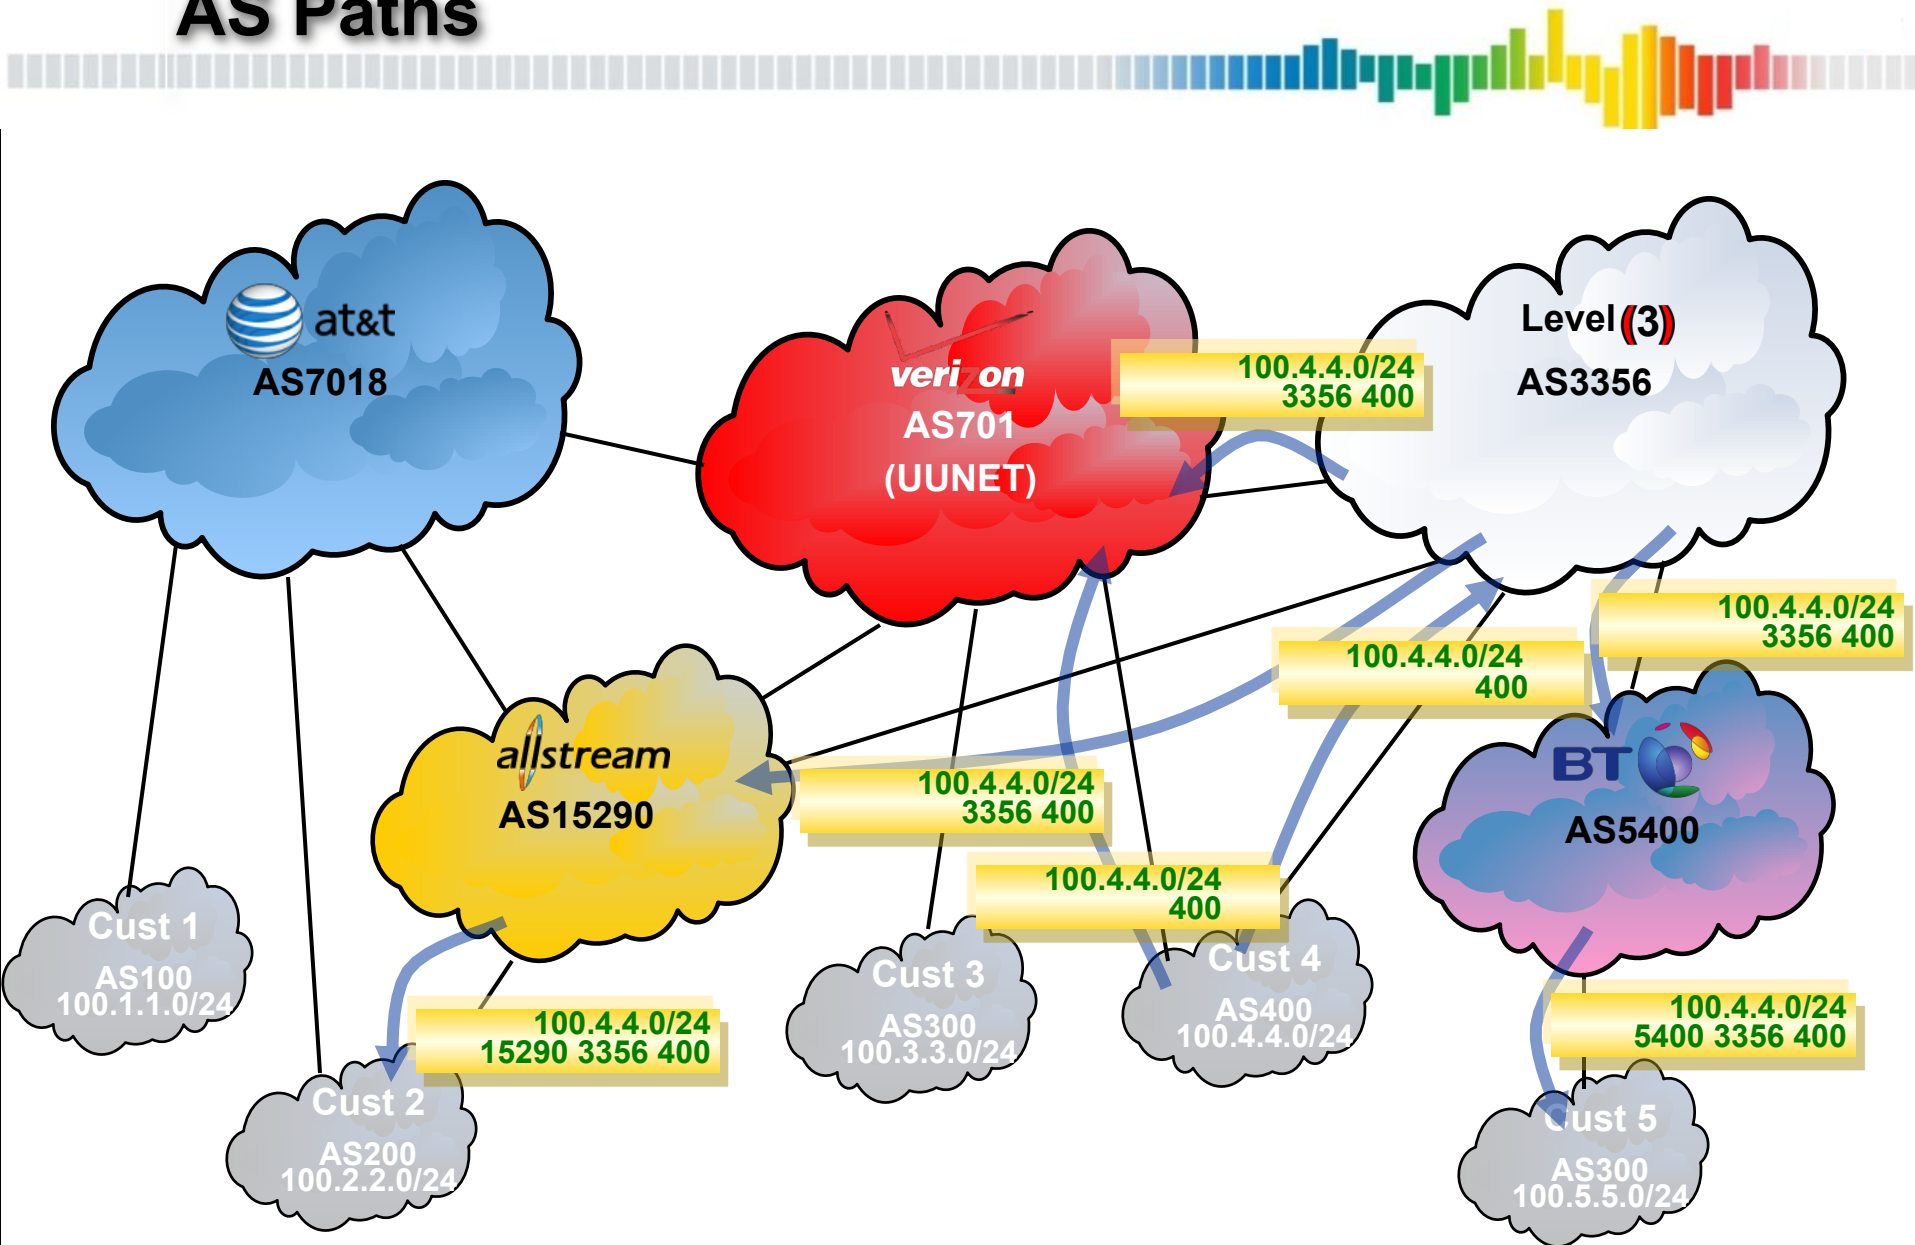 AS Paths
at&t
AS7018
verizon
AS701
(UUNET)
Level(3)
AS3356
100.4.4.0/24
3356 400
100.4.4.0/24
3356 400
100.4.4.0/24
400
allstream
AS15290
100.4.4.0/24
3356 400
BT
AS5400
100.4.4.0/24
400
Cust 1
AS100
100.1.1.0/24
Cust 3
AS300
100.3.3.0/24
Cust 4
AS400
100.4.4.0/24
100.4.4.0/24
15290 3356 400
100.4.4.0/24
5400 3356 400
Cust 2
AS200
100.2.2.0/24
Cust 5
AS300
100.5.5.0/24